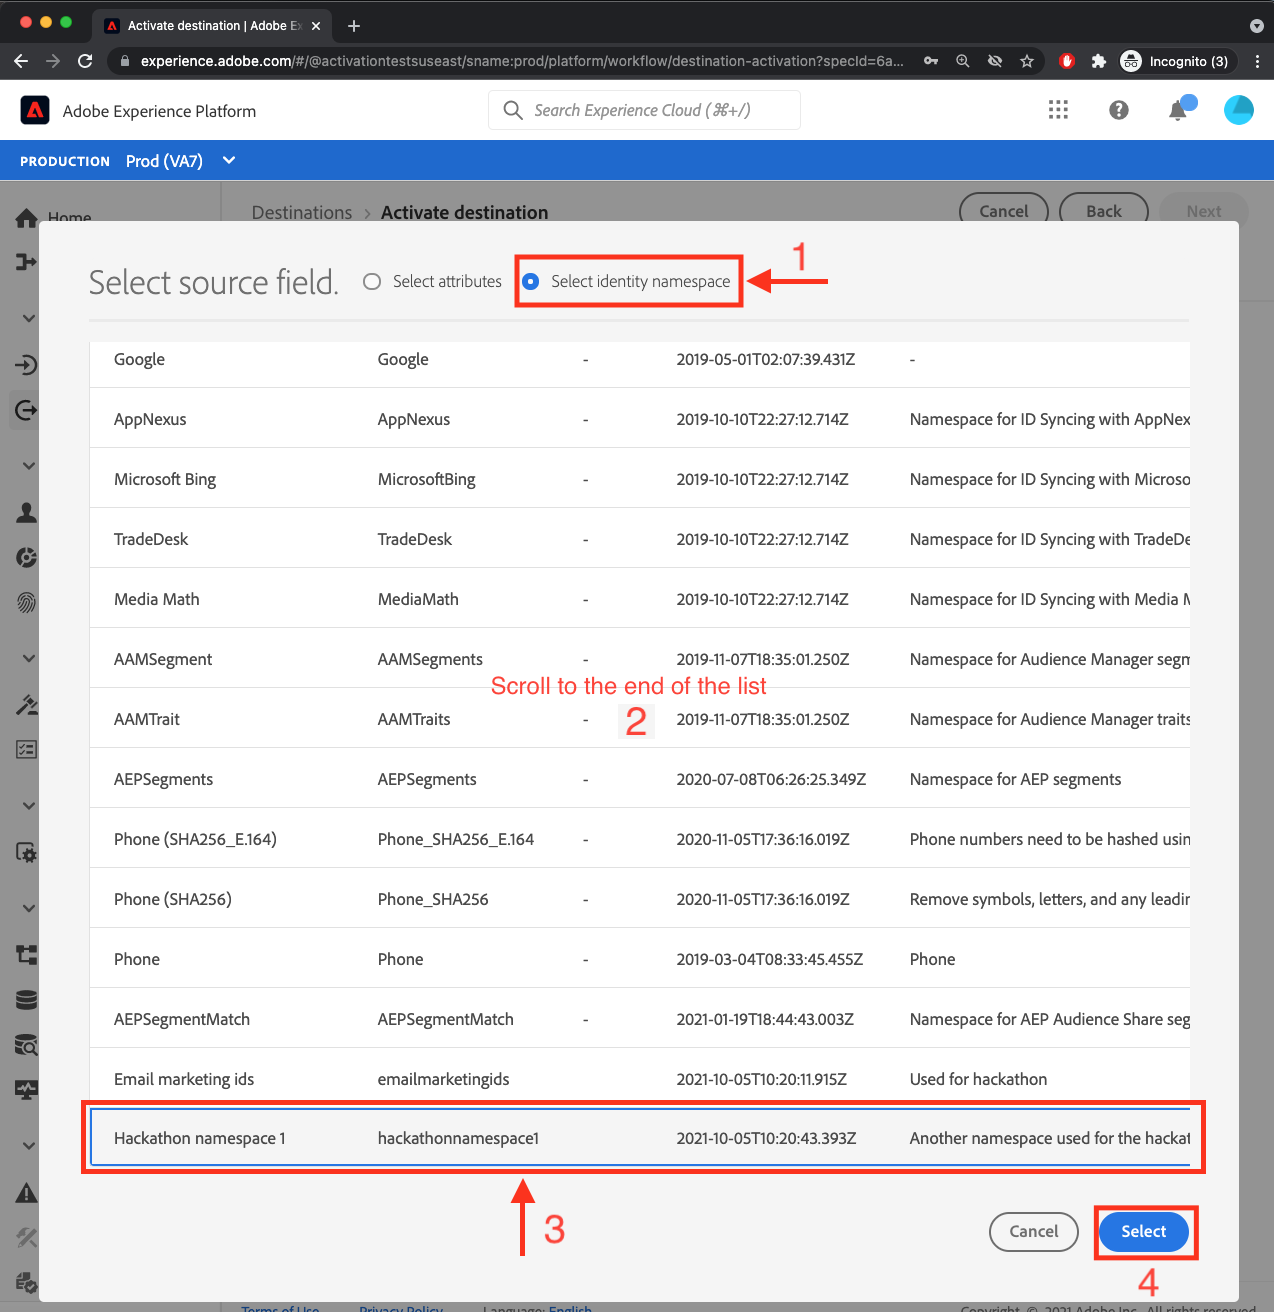 Activate destination | Adobe Ex
experience.adobe.com/#/@activationtestsuseast/sname:prod/platform/workflow/destination-activation?specId=6a...
Incognito (3)
Adobe Experience Platform
Search Experience Cloud (⌘+/)
PRODUCTION Prod (VA7)
Home
Destinations > Activate destination
Cancel
Back
Next
Select source field.
Select attributes
Select identity namespace
1
Google Google - 2019-05-01T02:07:39.431Z -
AppNexus AppNexus - 2019-10-10T22:27:12.714Z Namespace for ID Syncing with AppNex
Microsoft Bing MicrosoftBing - 2019-10-10T22:27:12.714Z Namespace for ID Syncing with Microso
TradeDesk TradeDesk - 2019-10-10T22:27:12.714Z Namespace for ID Syncing with TradeDe
Media Math MediaMath - 2019-10-10T22:27:12.714Z Namespace for ID Syncing with Media M
AAMSegment AAMSegments - 2019-11-07T18:35:01.250Z Namespace for Audience Manager segm
Scroll to the end of the list
2
AAMTrait AAMTraits - 2019-11-07T18:35:01.250Z Namespace for Audience Manager traits
AEPSegments AEPSegments - 2020-07-08T06:26:25.349Z Namespace for AEP segments
Phone (SHA256_E.164) Phone_SHA256_E.164 - 2020-11-05T17:36:16.019Z Phone numbers need to be hashed usin
Phone (SHA256) Phone_SHA256 - 2020-11-05T17:36:16.019Z Remove symbols, letters, and any leadin
Phone Phone - 2019-03-04T08:33:45.455Z Phone
AEPSegmentMatch AEPSegmentMatch - 2021-01-19T18:44:43.003Z Namespace for AEP Audience Share seg
Email marketing ids emailmarketingids 2021-10-05T10:20:11.915Z Used for hackathon
Hackathon namespace 1 hackathonnamespace1 2021-10-05T10:20:43.393Z Another namespace used for the hackat
3
Cancel
Select
4
Terms of Use Privacy Policy Language: English Copyright © 2021 Adobe Inc. All rights reserved